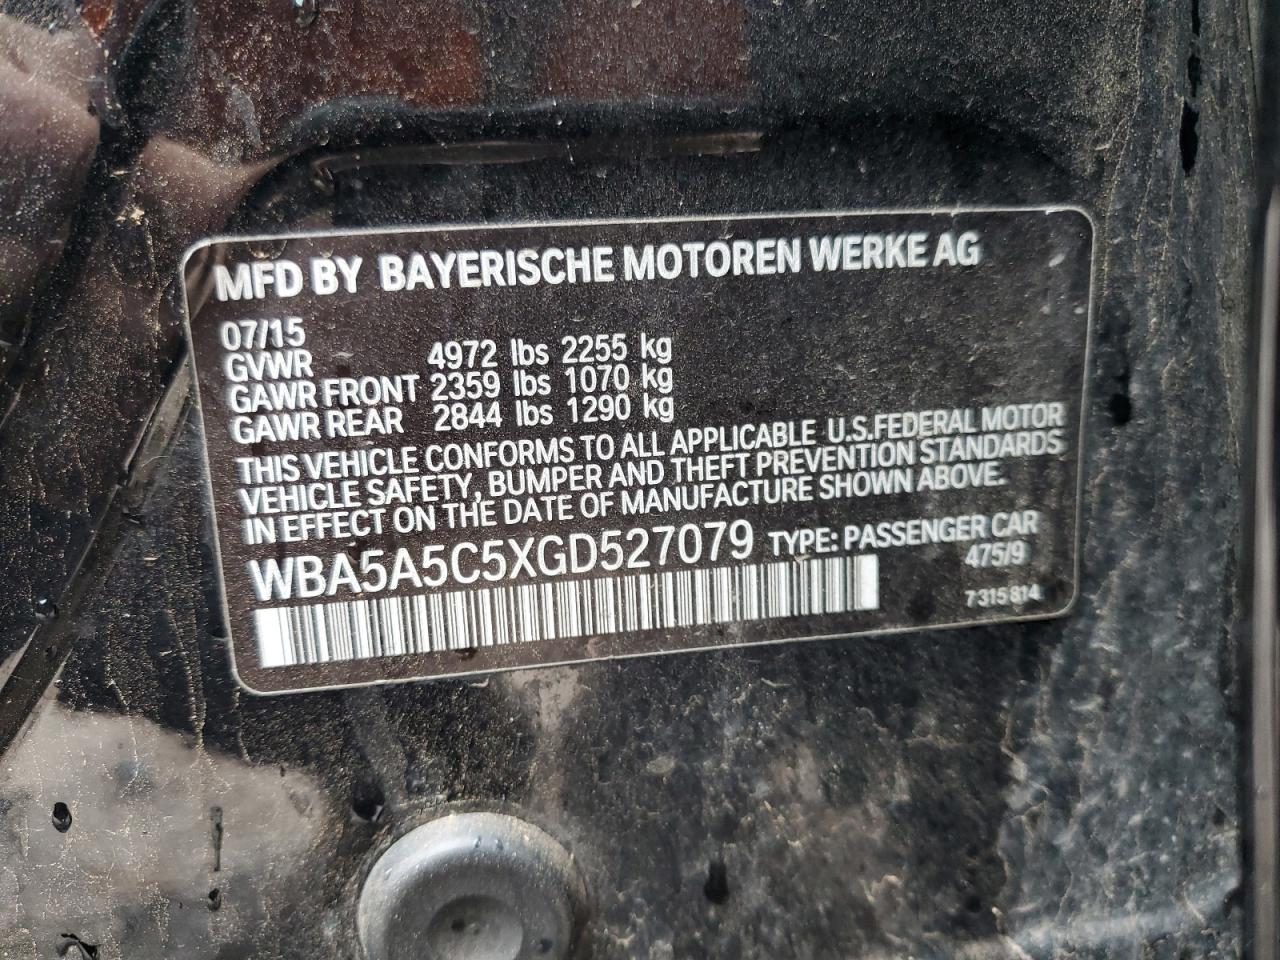 MFD BY BAYERISCHE MOTOREN WERKE AG
07/15
GVWR 4972 lbs 2255 kg
GAWR FRONT 2359 lbs 1070 kg
GAWR REAR 2844 lbs 1290 kg
THIS VEHICLE CONFORMS TO ALL APPLICABLE U.S.FEDERAL MOTOR
VEHICLE SAFETY, BUMPER AND THEFT PREVENTION STANDARDS
IN EFFECT ON THE DATE OF MANUFACTURE SHOWN ABOVE.
WBA5A5C5XGD527079 TYPE: PASSENGER CAR
475/9
7 315 814